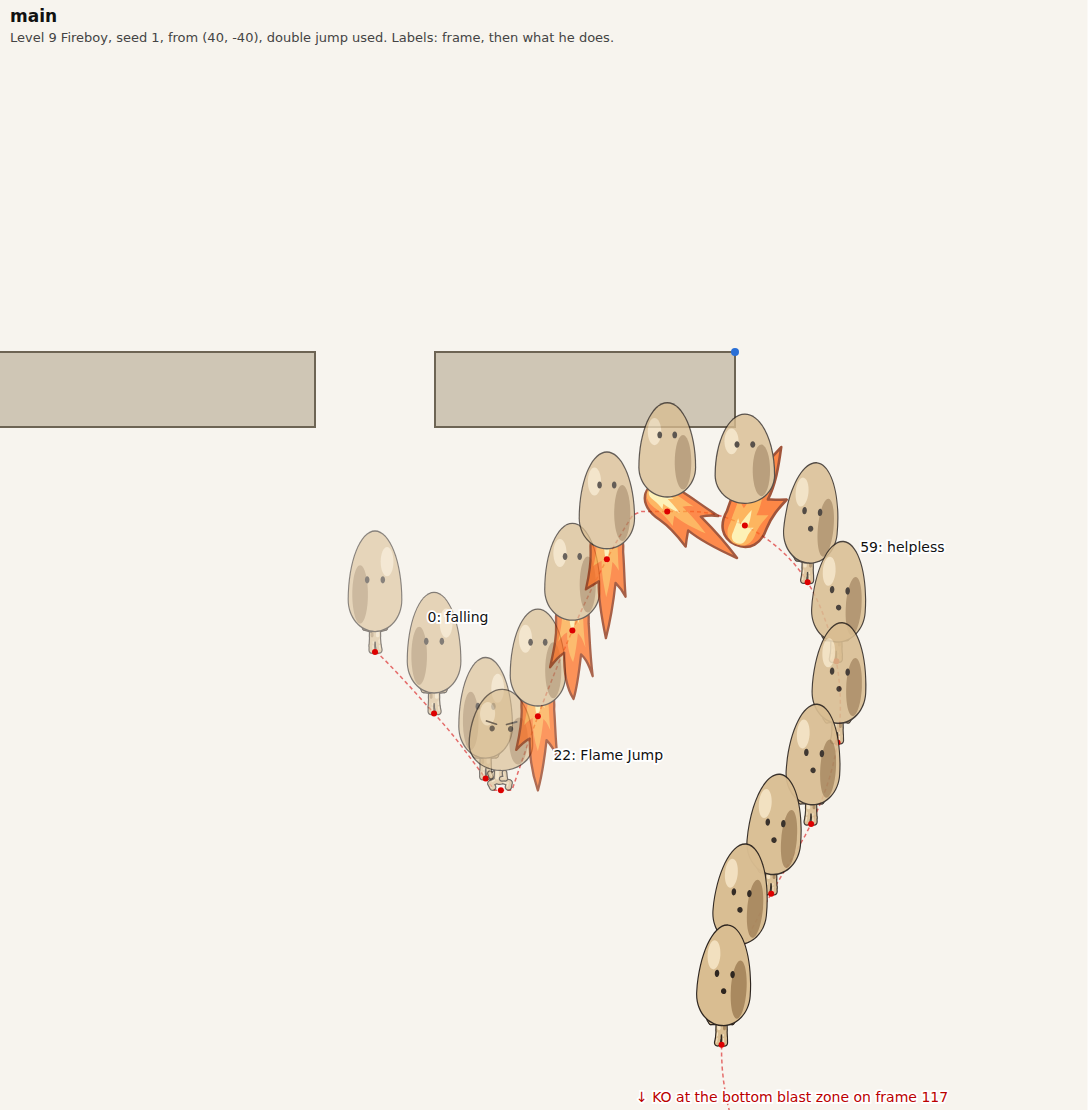 main
Level 9 Fireboy, seed 1, from (40, -40), double jump used. Labels: frame, then what he does.
59: helpless
0: falling
22: Flame Jump
↓ KO at the bottom blast zone on frame 117